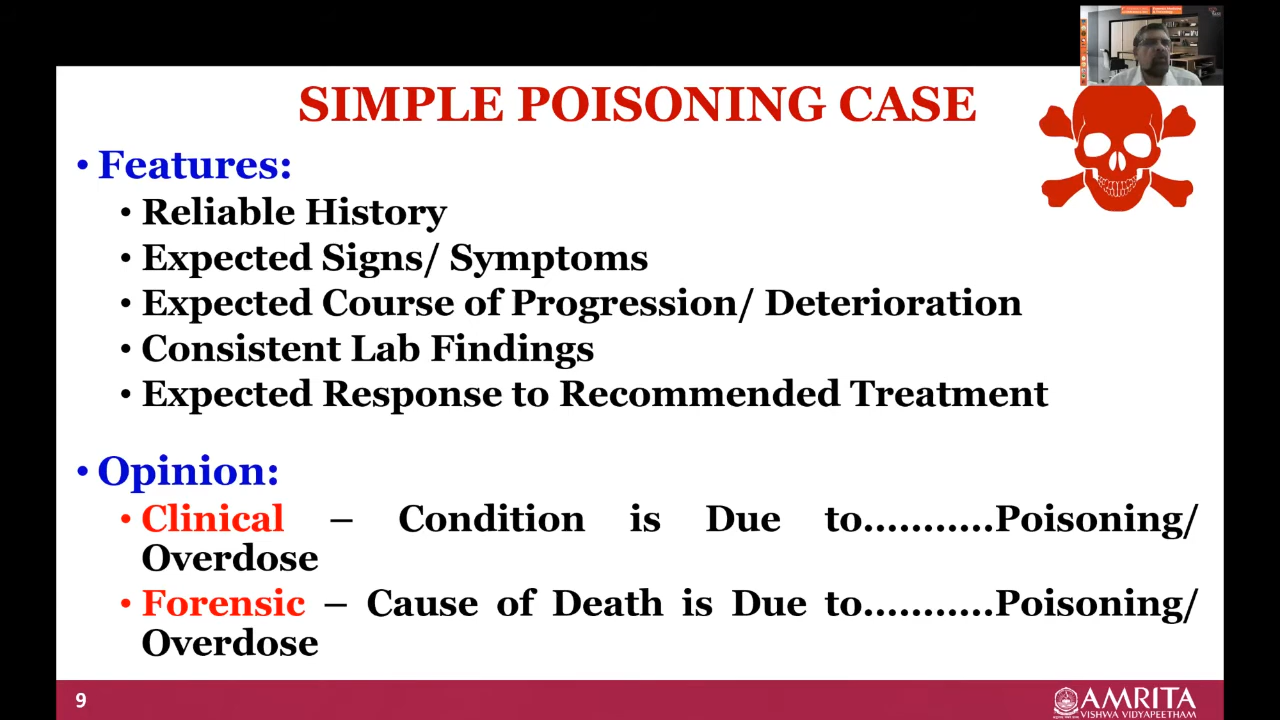 SIMPLE POISONING CASE
• Features:
• Reliable History
• Expected Signs/ Symptoms
• Expected Course of Progression/ Deterioration
• Consistent Lab Findings
• Expected Response to Recommended Treatment
• Opinion:
• Clinical – Condition is Due to...........Poisoning/
Overdose
• Forensic – Cause of Death is Due to...........Poisoning/
Overdose
9
AMRITA
VISHWA VIDYAPEETHAM